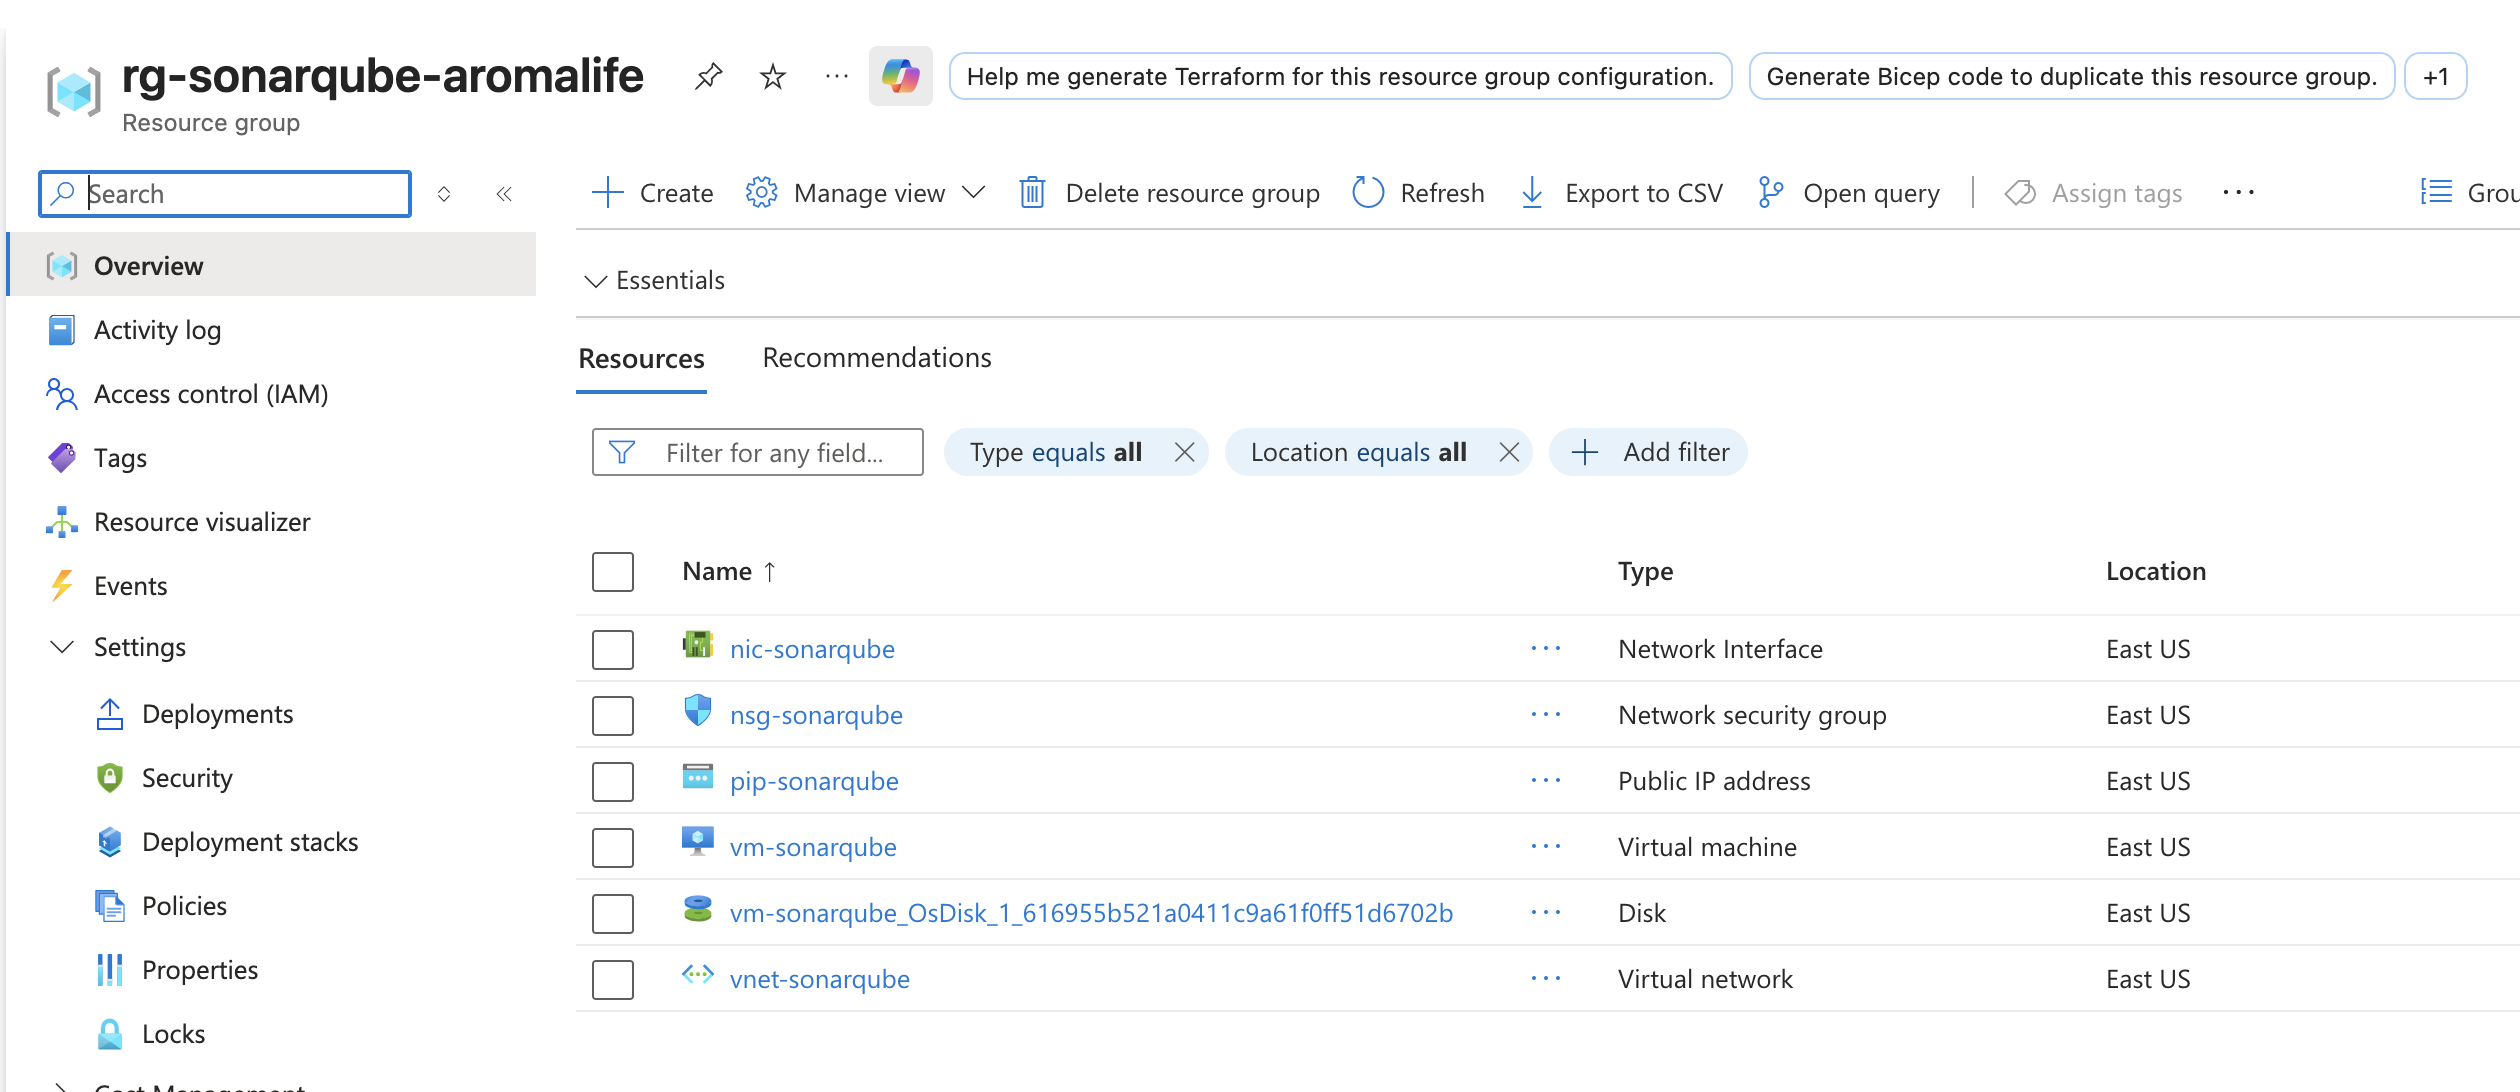 rg-sonarqube-aromalife
Resource group
Help me generate Terraform for this resource group configuration.
Generate Bicep code to duplicate this resource group.
+1
Search
Create
Manage view
Delete resource group
Refresh
Export to CSV
Open query
Assign tags
Overview
Activity log
Access control (IAM)
Tags
Resource visualizer
Events
Settings
Deployments
Security
Deployment stacks
Policies
Properties
Locks
Cost Management
Essentials
Resources
Recommendations
Filter for any field...
Type equals all
Location equals all
Add filter
Name ↑ Type Location
nic-sonarqube ... Network Interface East US
nsg-sonarqube ... Network security group East US
pip-sonarqube ... Public IP address East US
vm-sonarqube ... Virtual machine East US
vm-sonarqube_OsDisk_1_616955b521a0411c9a61f0ff51d6702b ... Disk East US
vnet-sonarqube ... Virtual network East US